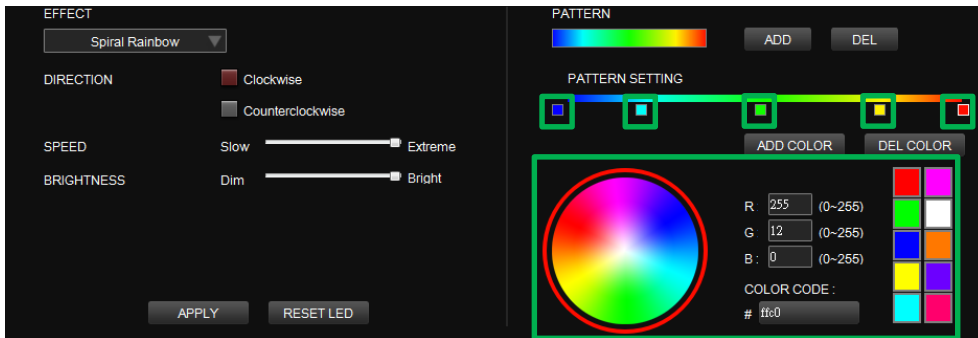 EFFECT
Spiral Rainbow
DIRECTION
Clockwise
Counterclockwise
SPEED
Slow
Extreme
BRIGHTNESS
Dim
Bright
APPLY
RESET LED
PATTERN
ADD
DEL
PATTERN SETTING
ADD COLOR
DEL COLOR
R 255 (0~255)
G 12 (0~255)
B : 0 (0~255)
COLOR CODE :
# ffc0